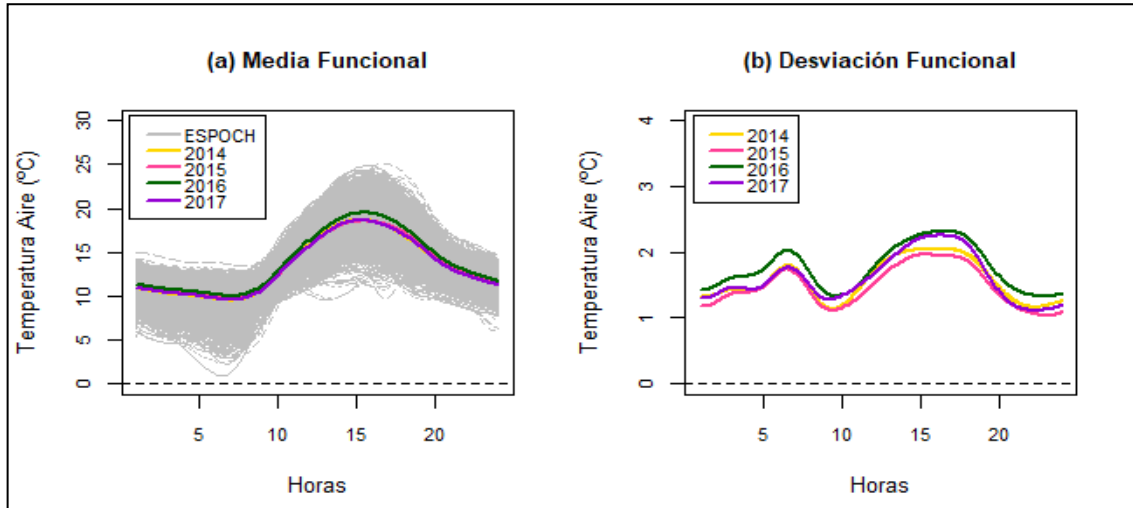 (a) Media Funcional
Temperatura Aire (ºC)
30
25
20
15
10
5
0
ESPOCH
2014
2015
2016
2017
5 10 15 20
Horas
(b) Desviación Funcional
Temperatura Aire (ºC)
4
3
2
1
0
2014
2015
2016
2017
5 10 15 20
Horas